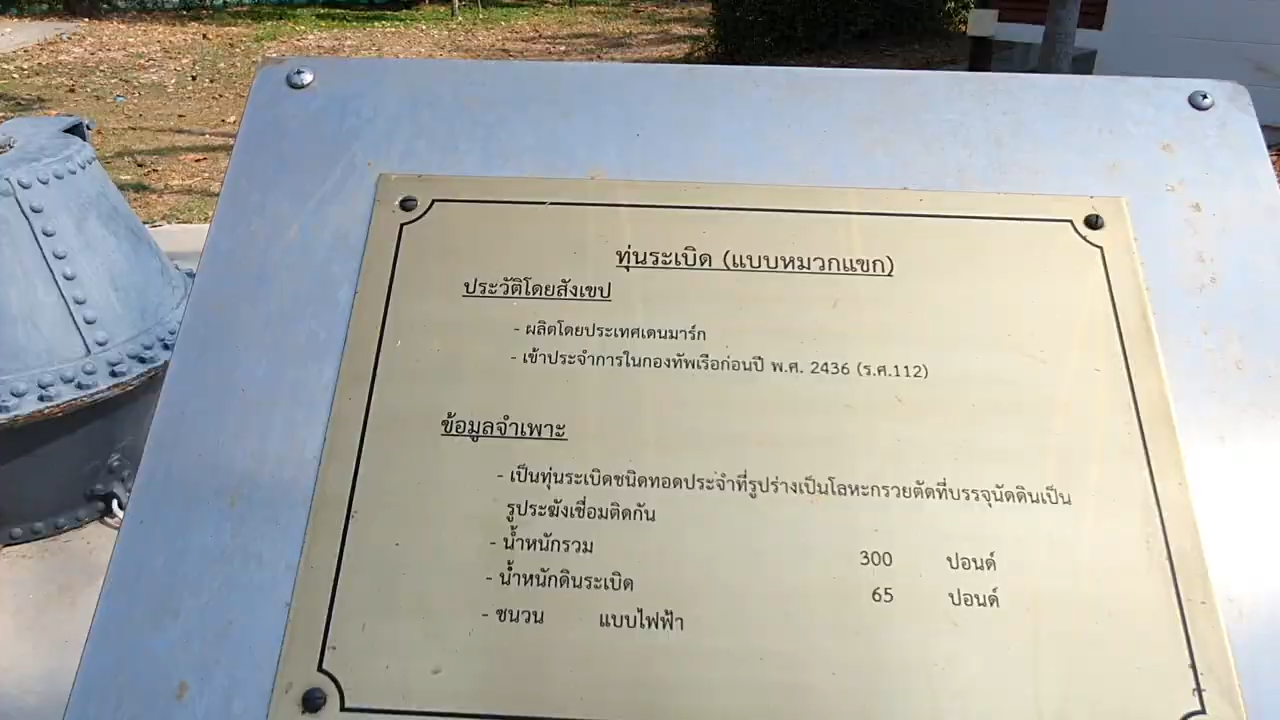 ทุ่นระเบิด (แบบหมวกแขก)
ประวัติโดยสังเขป
- ผลิตโดยประเทศเดนมาร์ก
- เข้าประจำการในกองทัพเรือก่อนปี พ.ศ. 2436 (ร.ศ.112)
ข้อมูลจำเพาะ
- เป็นทุ่นระเบิดชนิดทอดประจำที่รูปร่างเป็นโลหะกรวยตัดที่บรรจุนัดดินเป็น
รูประฆังเชื่อมติดกัน
- น้ำหนักรวม 300 ปอนด์
- น้ำหนักดินระเบิด 65 ปอนด์
- ชนวน แบบไฟฟ้า